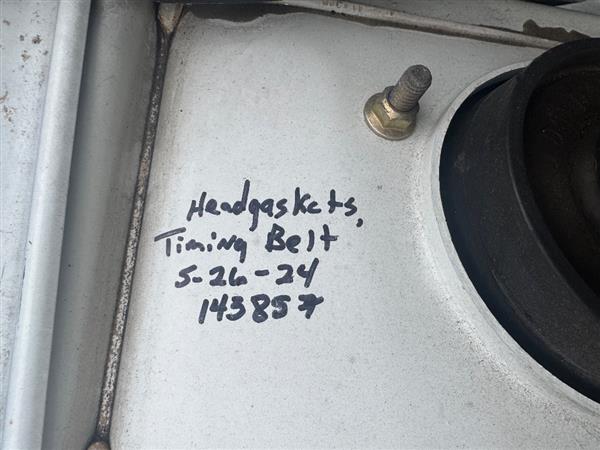 Headgaskets,
Timing Belt
5-26-24
143857